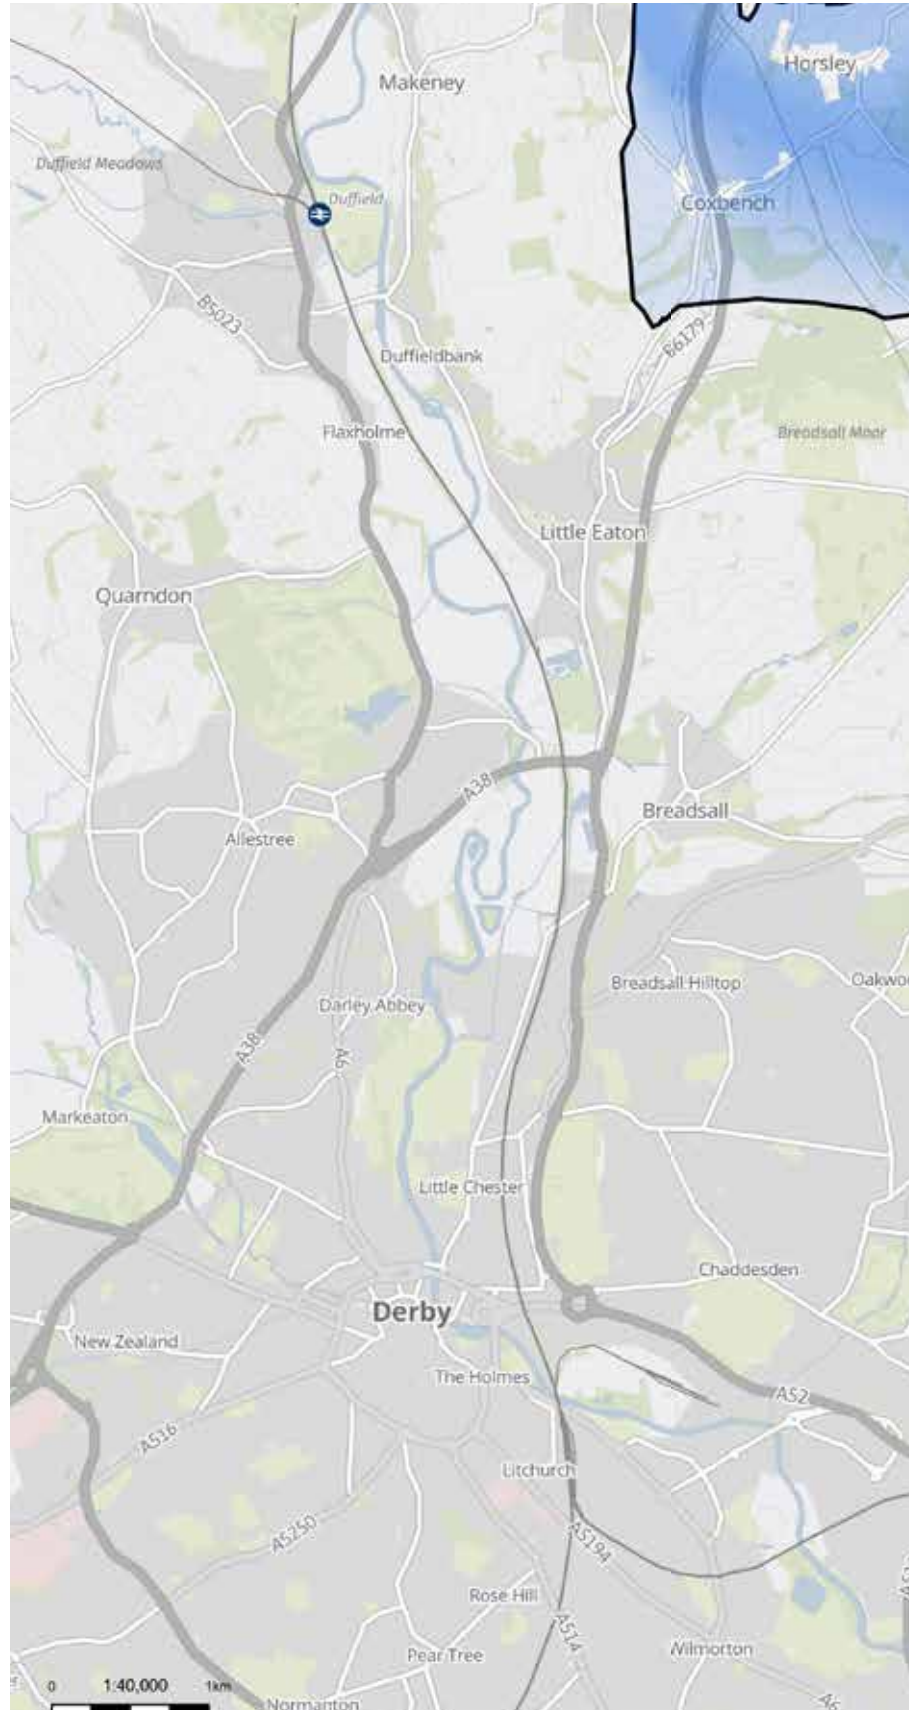 Horsley
Makeney
Duffield Meadows
Duffield
Coxbench
B5023
B6179
Duffieldbank
Flaxholme
Breadsall Moor
Little Eaton
Quarndon
A38
Breadsall
Allestree
Breadsall Hilltop
Darley Abbey
A38
A6
Markeaton
Little Chester
Chaddesden
Derby
New Zealand
The Holmes
A52
A516
Litchurch
A5250
A5194
Rose Hill
A514
Pear Tree
Wilmorton
0 1:40,000 1km
Normanton
A6